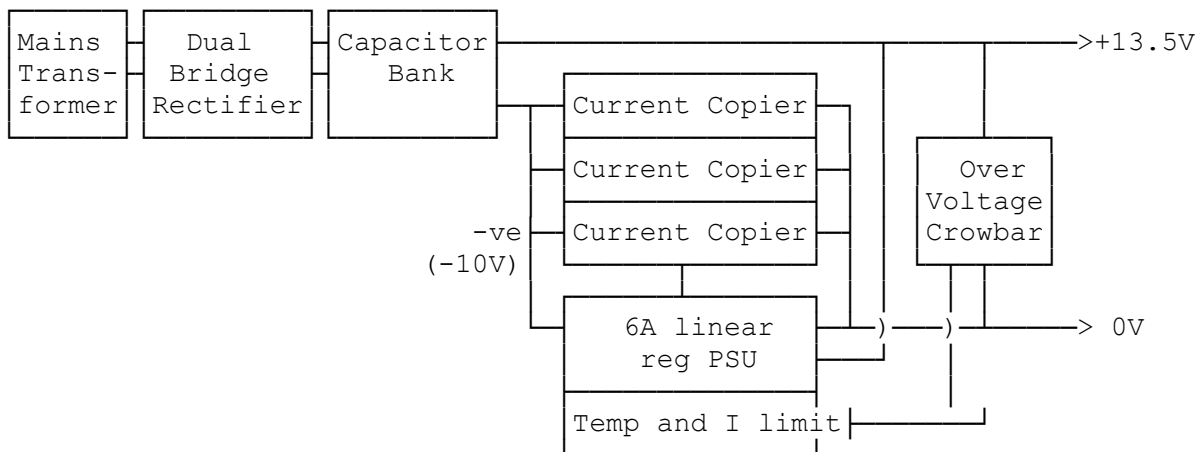 Mains
Trans-
former
Dual
Bridge
Rectifier
Capacitor
Bank
>+13.5V
Current Copier
Current Copier
Current Copier
-ve
(-10V)
Over
Voltage
Crowbar
6A linear
reg PSU
> 0V
Temp and I limit